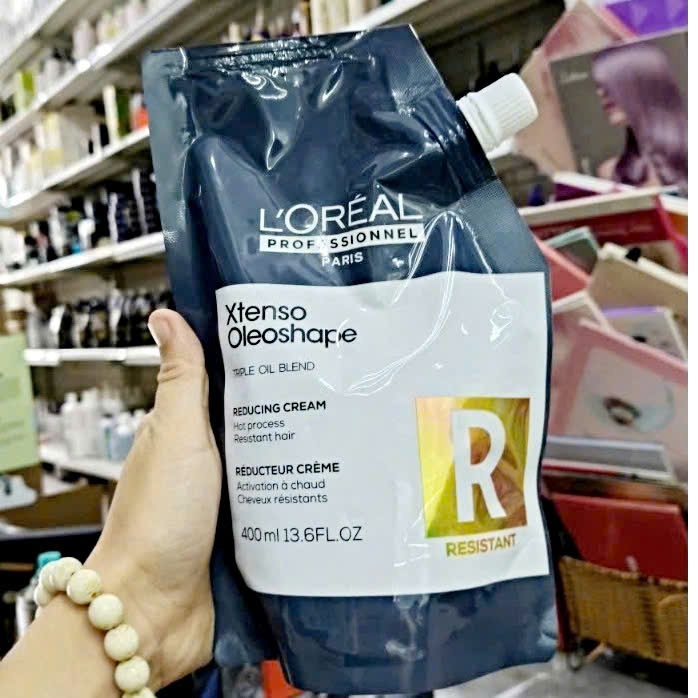 L'ORÉAL
PROFESSIONNEL
PARIS
Xtenso
Oleoshape
TRIPLE OIL BLEND
REDUCING CREAM
Hot process
Resistant hair
RÉDUCTEUR CRÈME
Activation à chaud
Cheveux résistants
400 ml 13.6FL.OZ
R
RESISTANT